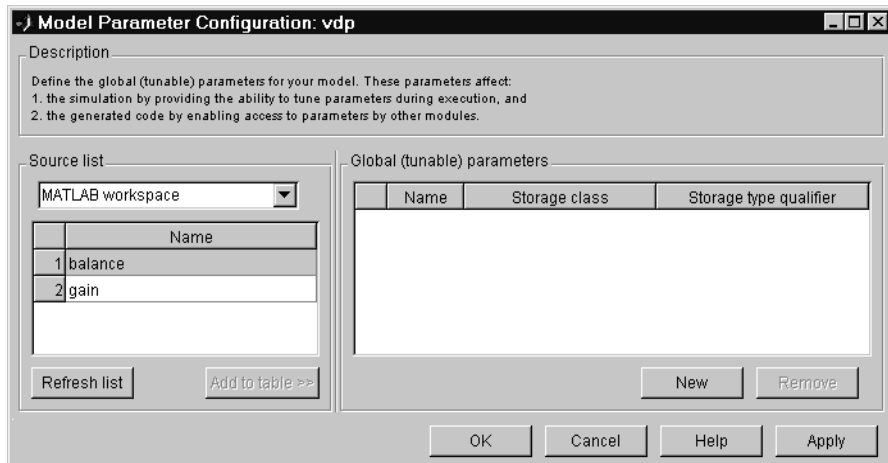 Model Parameter Configuration: vdp
Description
Define the global (tunable) parameters for your model. These parameters affect:
1. the simulation by providing the ability to tune parameters during execution, and
2. the generated code by enabling access to parameters by other modules.
Source list
MATLAB workspace
Name
1 balance
2 gain
Refresh list
Add to table >>
Global (tunable) parameters
Name Storage class Storage type qualifier
New
Remove
OK
Cancel
Help
Apply